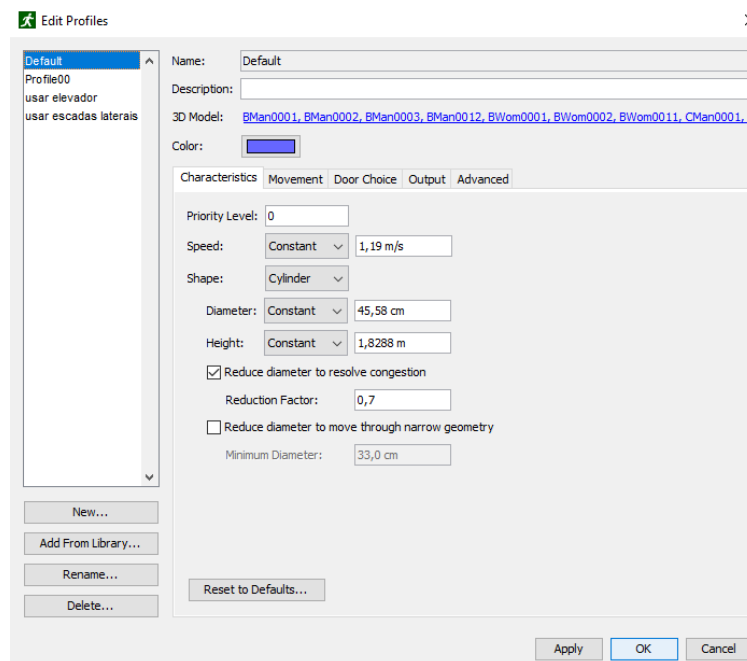 Edit Profiles
Default
Profile00
usar elevador
usar escadas laterais
New...
Add From Library...
Rename...
Delete...
Name: Default
Description:
3D Model: BMan0001, BMan0002, BMan0003, BMan0012, BWom0001, BWom0002, BWom0011, CMan0001,
Color:
Characteristics Movement Door Choice Output Advanced
Priority Level: 0
Speed: Constant 1,19 m/s
Shape: Cylinder
Diameter: Constant 45,58 cm
Height: Constant 1,8288 m
Reduce diameter to resolve congestion
Reduction Factor: 0,7
Reduce diameter to move through narrow geometry
Minimum Diameter: 33,0 cm
Reset to Defaults...
Apply OK Cancel